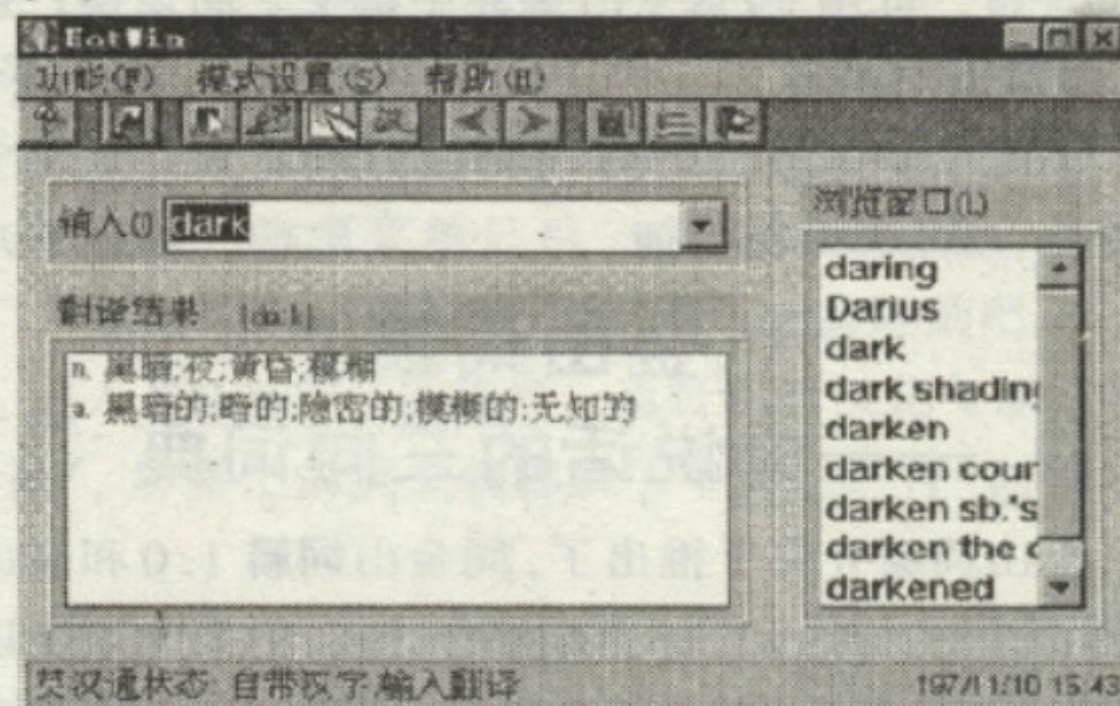 EotWin
功能(F) 模式设置(S) 帮助(H)
输入(I) dark
翻译结果 [da:k]
n. 黑暗;夜;黄昏;模糊
a. 黑暗的;暗的;隐密的;模糊的;无知的
浏览窗口(L)
daring
Darius
dark
dark shading
darken
darken cour
darken sb.'s
darken the c
darkened
英汉通状态: 自带汉字,输入翻译
197/11/10 15:43